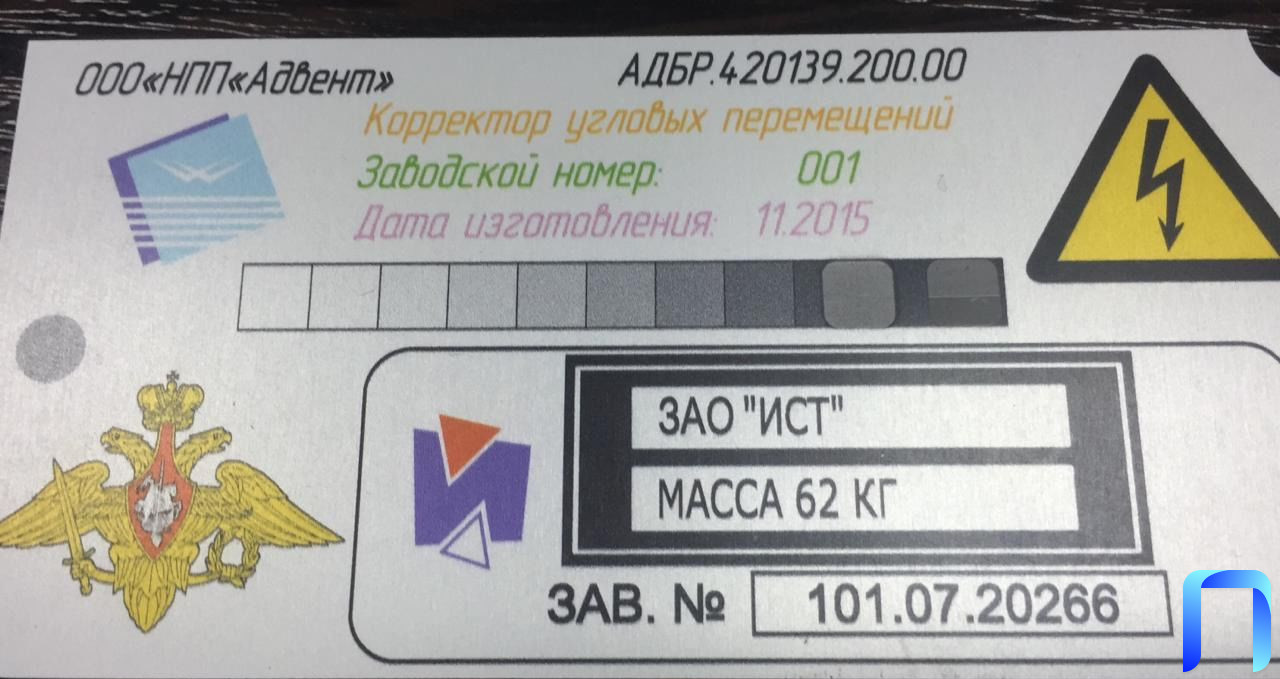 ООО«НПП«Адвент»
АДБР.420139.200.00
Корректор угловых перемещений
Заводской номер: 001
Дата изготовления: 11.2015
ЗАО "ИСТ"
МАССА 62 КГ
ЗАВ. № 101.07.20266